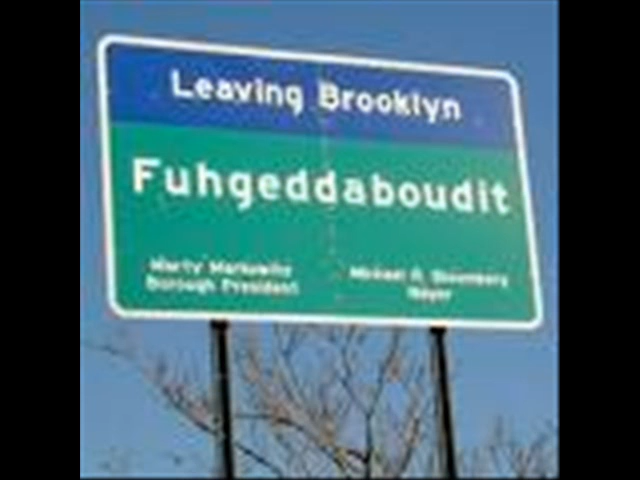 Leaving Brooklyn
Fuhgeddaboudit
Marty Markowitz
Borough President
Michael R. Bloomberg
Mayor